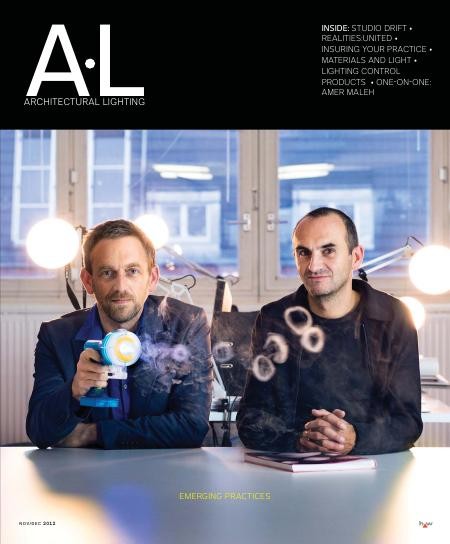 A·L
ARCHITECTURAL LIGHTING
INSIDE: STUDIO DRIFT •
REALITIES:UNITED •
INSURING YOUR PRACTICE •
MATERIALS AND LIGHT •
LIGHTING CONTROL
PRODUCTS • ONE-ON-ONE:
AMER MALEH
EMERGING PRACTICES
NOV/DEC 2012